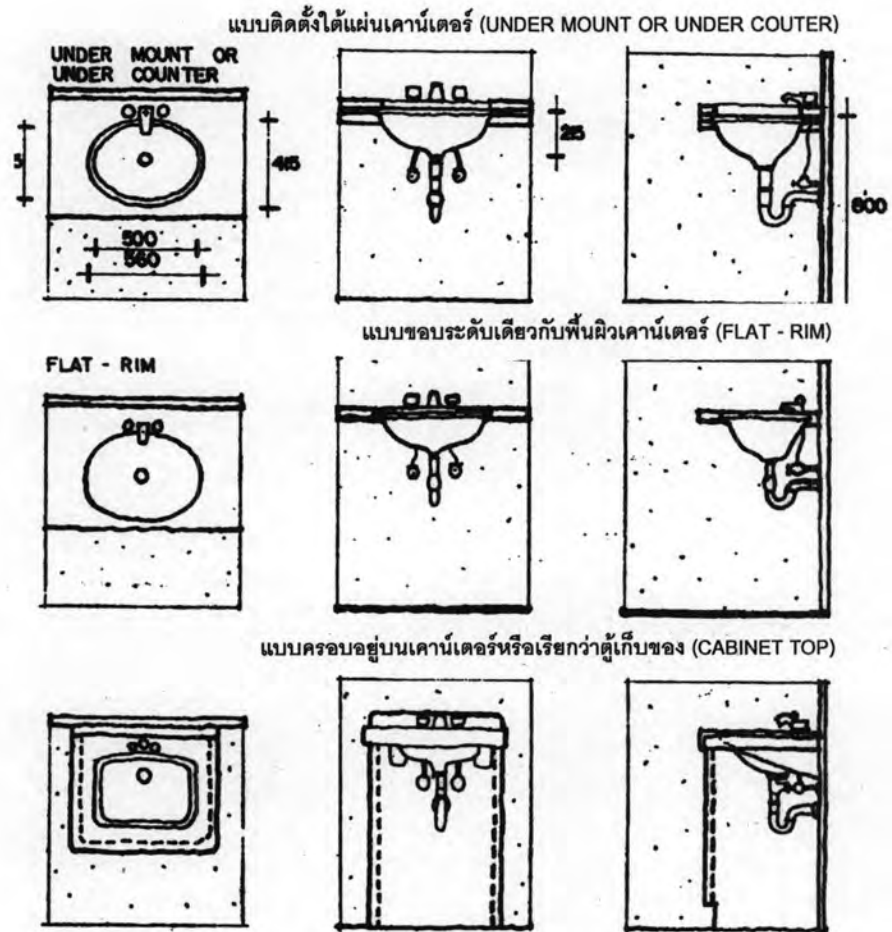 แบบติดตั้งใต้แผ่นเคาน์เตอร์ (UNDER MOUNT OR UNDER COUTER)
UNDER MOUNT OR
UNDER COUNTER
5
415
500
560
215
800
แบบขอบระดับเดียวกับพื้นผิวเคาน์เตอร์ (FLAT - RIM)
FLAT - RIM
แบบครอบอยู่บนเคาน์เตอร์หรือเรียกว่าตู้เก็บของ (CABINET TOP)